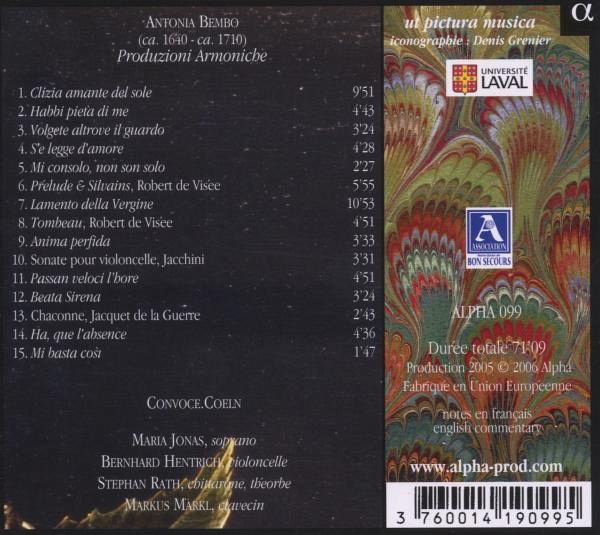 ANTONIA BEMBO
(ca. 1640 - ca. 1710)
Produzioni Armoniche
1. Clizia amante del sole 9'51
2. Habbi pieta di me 4'43
3. Volgete altrove il guardo 3'24
4. S'e legge d'amore 4'28
5. Mi consolo, non son solo 2'27
6. Prélude & Silvains, Robert de Visée 5'55
7. Lamento della Vergine 10'53
8. Tombeau, Robert de Visée 4'51
9. Anima perfida 3'33
10. Sonate pour violoncelle, Jacchini 3'31
11. Passan veloci l'hore 4'51
12. Beata Sirena 3'24
13. Chaconne, Jacquet de la Guerre 2'43
14. Ha, que l'absence 4'36
15. Mi basta così 1'47
CONVOCE.COELN
MARIA JONAS, soprano
BERNHARD HENTRICH, violoncelle
STEPHAN RATH, chittarone, théorbe
MARKUS MÄRKL, clavecin
α
ut pictura musica
iconographie : Denis Grenier
UNIVERSITÉ
LAVAL
A
ASSOCIATION
BON SECOURS
ALPHA 099
Durée totale 71'09
Production 2005 © 2006 Alpha
Fabriqué en Union Européenne
notes en français
english commentary
www.alpha-prod.com
3 760014 190995